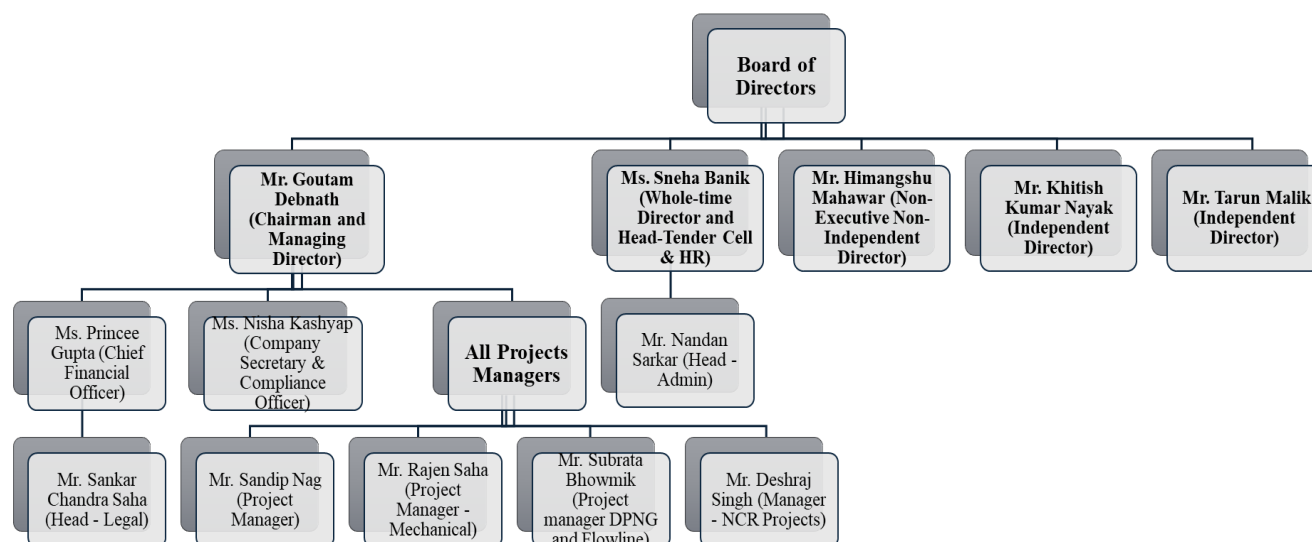 Board of
Directors
Mr. Goutam
Debnath
(Chairman and
Managing
Director)
Ms. Sneha Banik
(Whole-time
Director and
Head-Tender Cell
& HR)
Mr. Himangshu
Mahawar (Non-
Executive Non-
Independent
Director)
Mr. Khitish
Kumar Nayak
(Independent
Director)
Mr. Tarun Malik
(Independent
Director)
Ms. Princee
Gupta (Chief
Financial
Officer)
Ms. Nisha Kashyap
(Company
Secretary &
Compliance
Officer)
All Projects
Managers
Mr. Nandan
Sarkar (Head -
Admin)
Mr. Sankar
Chandra Saha
(Head - Legal)
Mr. Sandip Nag
(Project
Manager)
Mr. Rajen Saha
(Project
Manager -
Mechanical)
Mr. Subrata
Bhowmik
(Project
manager DPNG
and Flowline)
Mr. Deshraj
Singh (Manager
- NCR Projects)